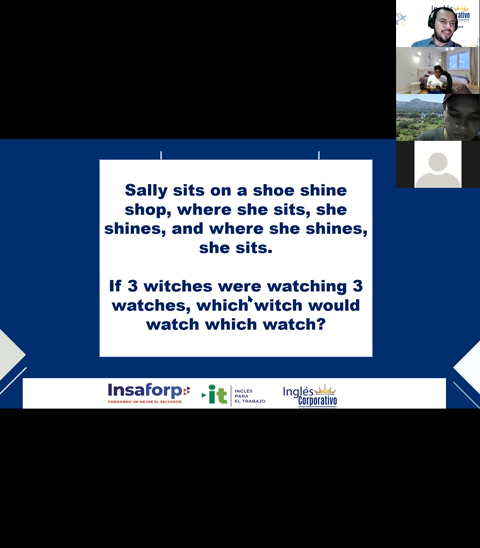 Inglés
Sally sits on a shoe shine
shop, where she sits, she
shines, and where she shines,
she sits.
If 3 witches were watching 3
watches, which witch would
watch which watch?
Insaforp
FORMANDO UN MEJOR EL SALVADOR
it
INGLÉS
PARA
EL TRABAJO
Inglés
Corporativo